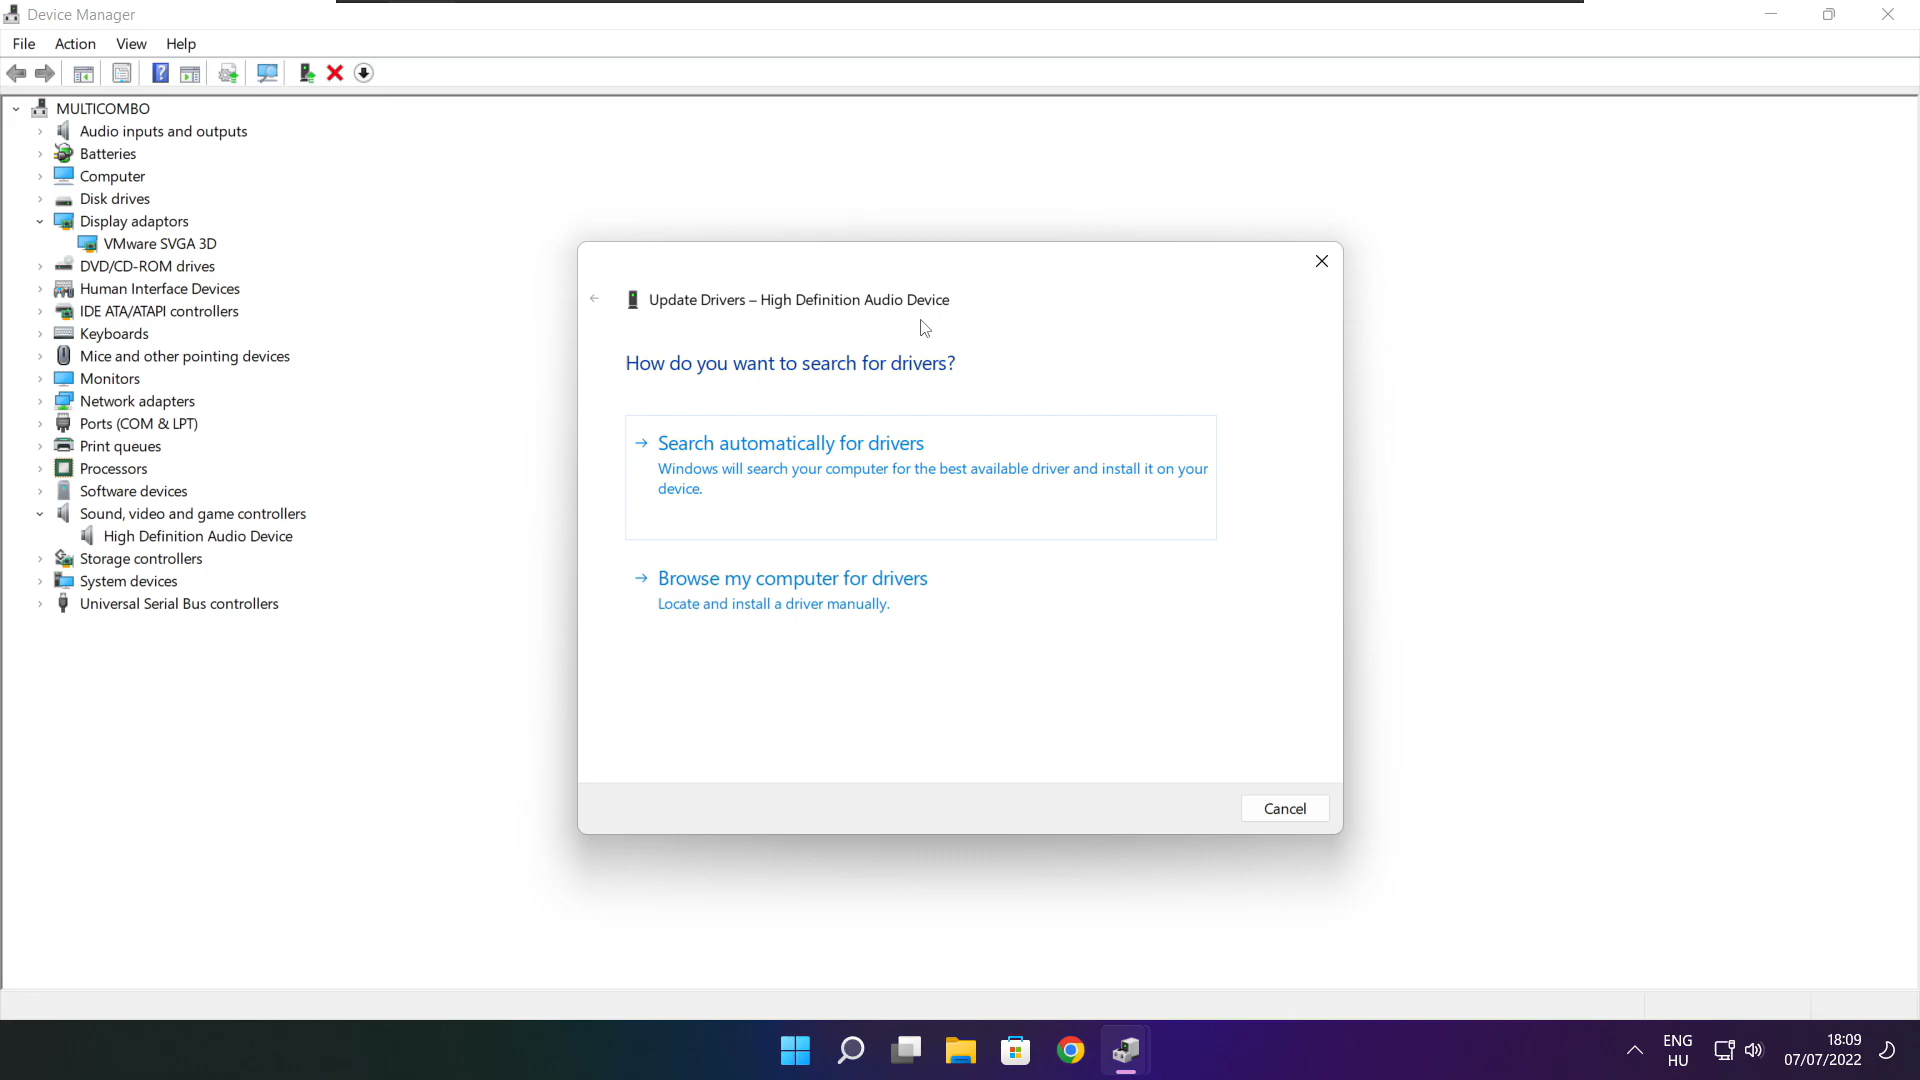 Device Manager
File Action View Help
MULTICOMBO
Audio inputs and outputs
Batteries
Computer
Disk drives
Display adaptors
VMware SVGA 3D
DVD/CD-ROM drives
Human Interface Devices
IDE ATA/ATAPI controllers
Keyboards
Mice and other pointing devices
Monitors
Network adapters
Ports (COM & LPT)
Print queues
Processors
Software devices
Sound, video and game controllers
High Definition Audio Device
Storage controllers
System devices
Universal Serial Bus controllers
Update Drivers – High Definition Audio Device
How do you want to search for drivers?
Search automatically for drivers
Windows will search your computer for the best available driver and install it on your
device.
Browse my computer for drivers
Locate and install a driver manually.
Cancel
ENG
HU
18:09
07/07/2022